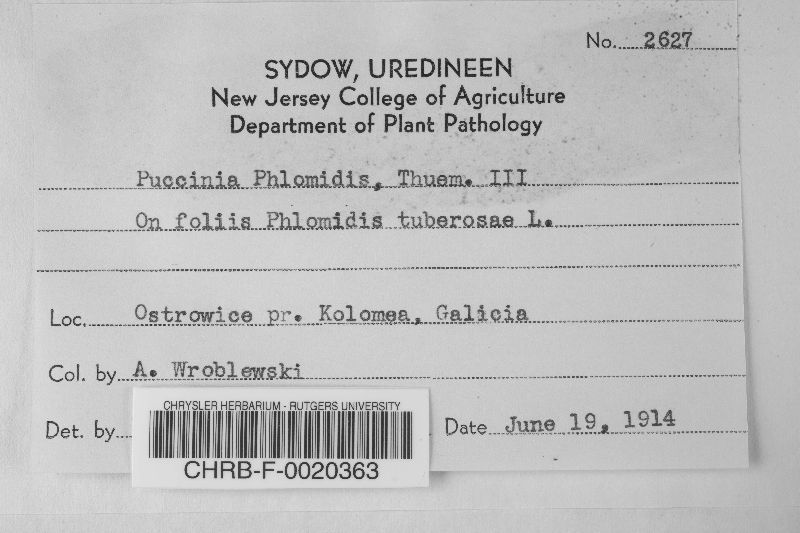 No. 2627
SYDOW, UREDINEEN
New Jersey College of Agriculture
Department of Plant Pathology
Puccinia Phlomidis, Thuem. III
On foliis Phlomidis tuberosae L.
Loc. Ostrowice pr. Kolomea, Galicia
Col. by A. Wroblewski
Det. by Date June 19, 1914
CHRYSLER HERBARIUM - RUTGERS UNIVERSITY
CHRB-F-0020363